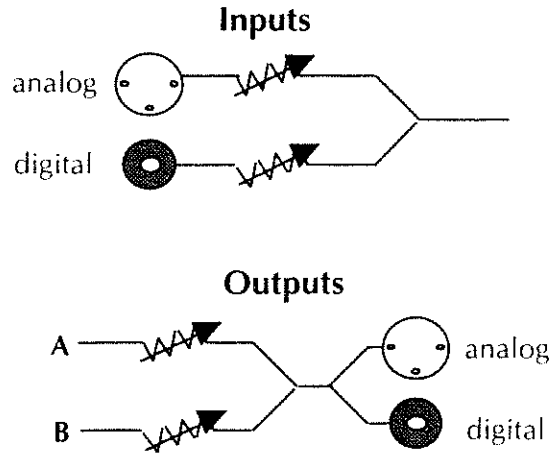 Inputs
analog
digital
Outputs
A
analog
B
digital